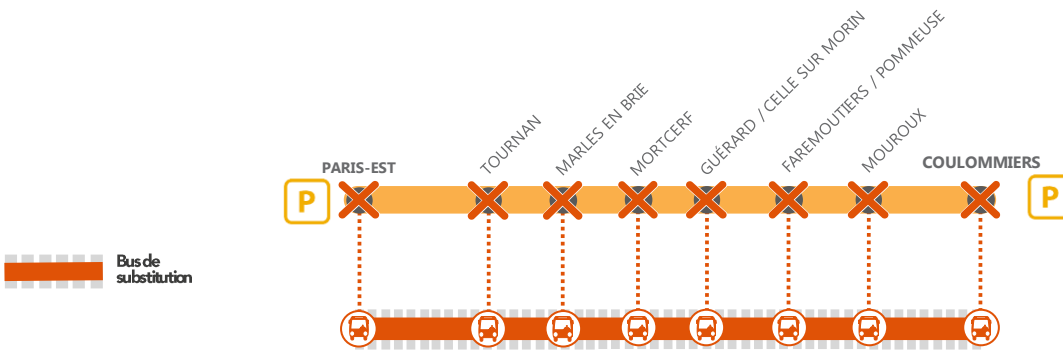 PARIS-EST
TOURNAN
MARLES EN BRIE
MORTCERF
GUÉRARD / CELLE SUR MORIN
FAREMOUTIERS / POMMEUSE
MOUROUX
COULOMMIERS
P
P
Bus de
substitution